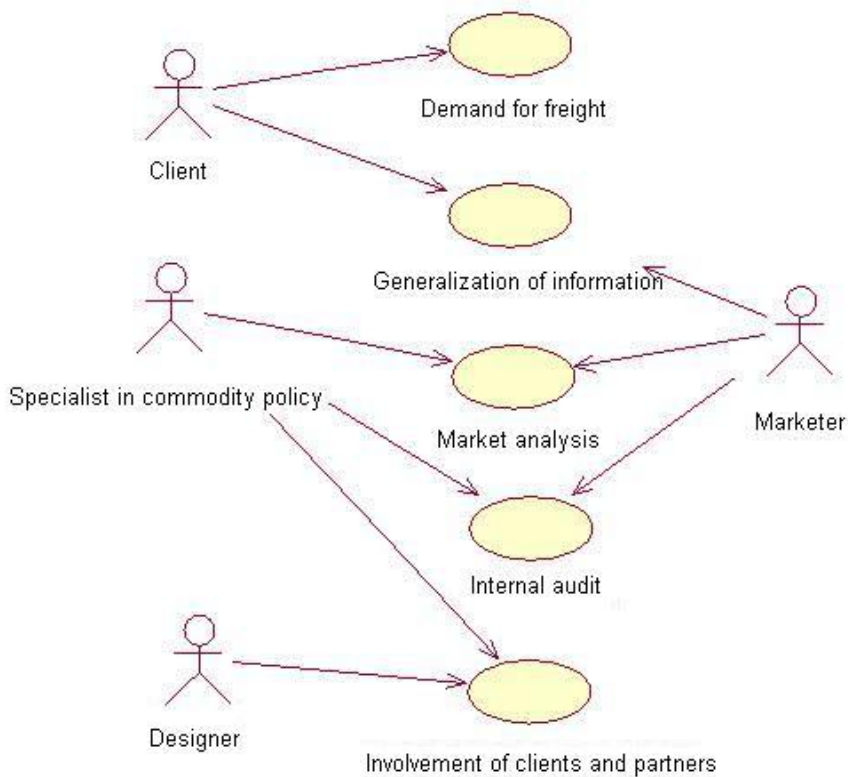 Demand for freight
Client
Generalization of information
Specialist in commodity policy
Market analysis
Marketer
Internal audit
Designer
Involvement of clients and partners